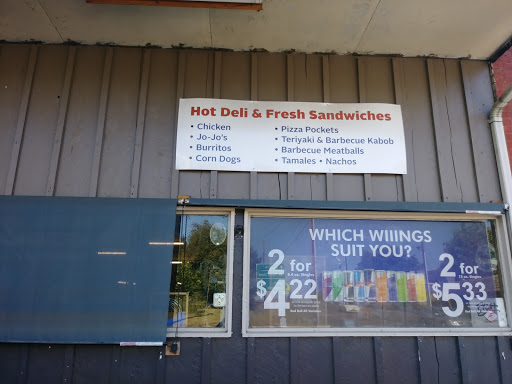 Hot Deli & Fresh Sandwiches
• Chicken
• Jo-Jo's
• Burritos
• Corn Dogs
• Pizza Pockets
• Teriyaki & Barbecue Kabob
• Barbecue Meatballs
• Tamales • Nachos
WHICH WIIINGS
SUIT YOU?
2 for
$4.22
2 for
$5.33